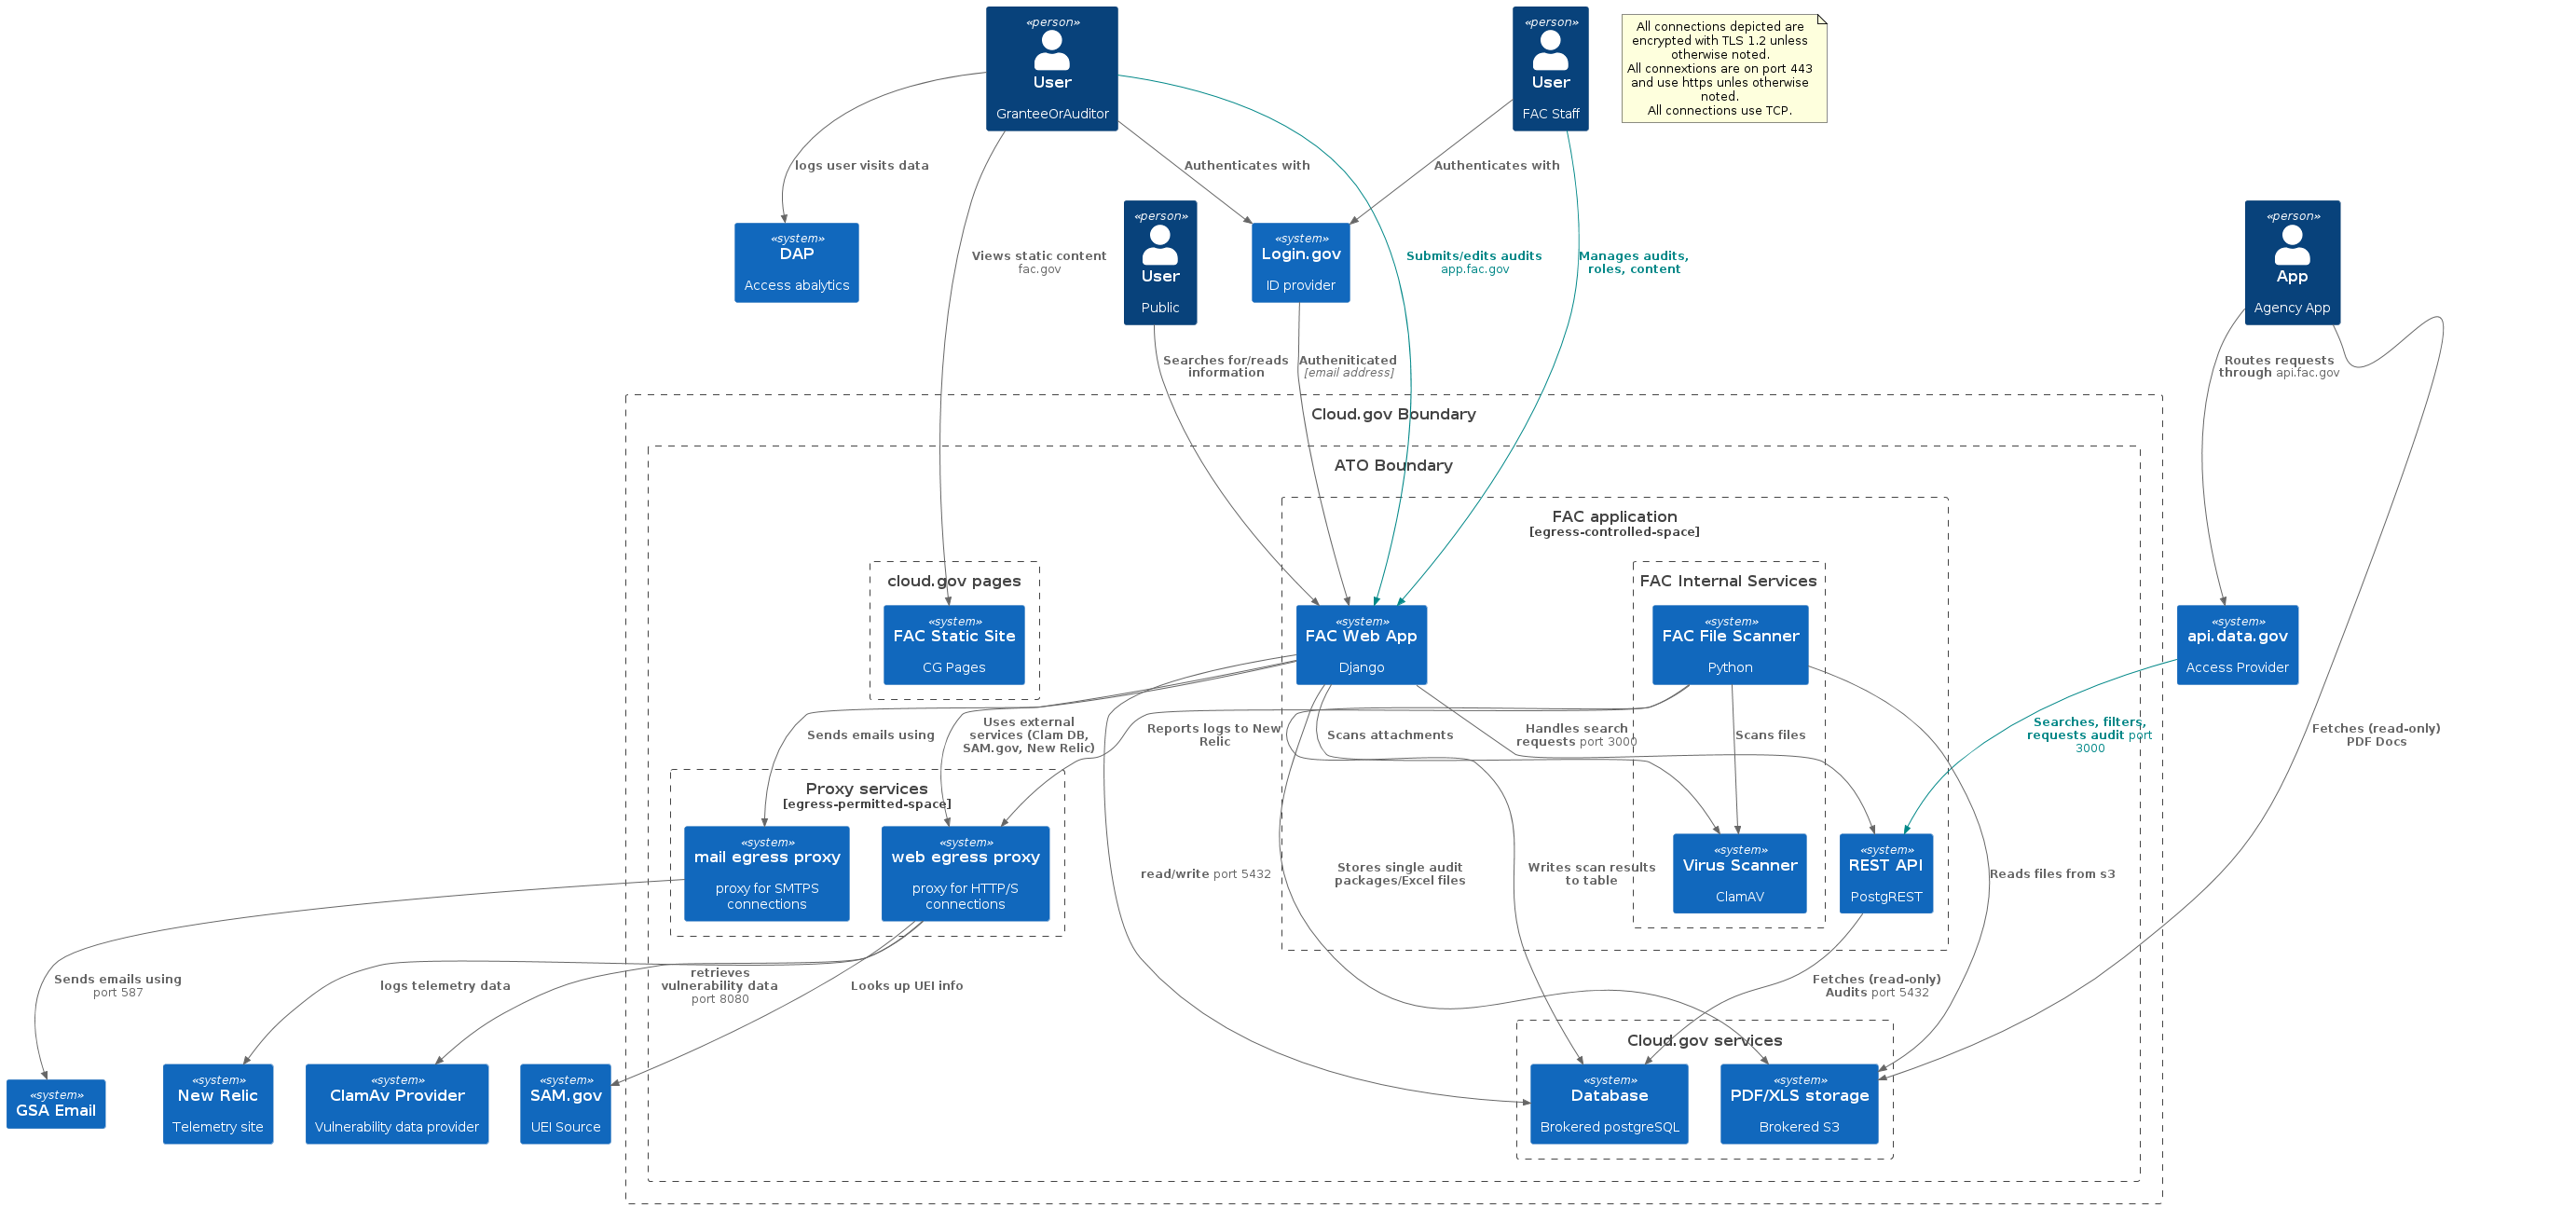 «person»
User
GranteeOrAuditor
«person»
User
FAC Staff
All connections depicted are
encrypted with TLS 1.2 unless
otherwise noted.
All connextions are on port 443
and use https unles otherwise
noted.
All connections use TCP.
logs user visits data
Authenticates with
Authenticates with
«person»
User
Public
«person»
App
Agency App
«system»
DAP
Access abalytics
Views static content
fac.gov
«system»
Login.gov
ID provider
Submits/edits audits
app.fac.gov
Manages audits,
roles, content
Searches for/reads
information
Autheniticated
[email address]
Routes requests
through api.fac.gov
Cloud.gov Boundary
ATO Boundary
FAC application
[egress-controlled-space]
cloud.gov pages
FAC Internal Services
«system»
FAC Static Site
CG Pages
«system»
FAC Web App
Django
«system»
FAC File Scanner
Python
«system»
api.data.gov
Access Provider
Sends emails using
Uses external
services (Clam DB,
SAM.gov, New Relic)
Reports logs to New
Relic
Scans attachments
Handles search
requests port 3000
Scans files
Searches, filters,
requests audit port
3000
Fetches (read-only)
PDF Docs
Proxy services
[egress-permitted-space]
«system»
mail egress proxy
proxy for SMTPS
connections
«system»
web egress proxy
proxy for HTTP/S
connections
read/write port 5432
Stores single audit
packages/Excel files
Writes scan results
to table
«system»
Virus Scanner
ClamAV
«system»
REST API
PostgREST
Reads files from s3
Sends emails using
port 587
logs telemetry data
retrieves
vulnerability data
port 8080
Looks up UEI info
Fetches (read-only)
Audits port 5432
Cloud.gov services
«system»
GSA Email
«system»
New Relic
Telemetry site
«system»
ClamAv Provider
Vulnerability data provider
«system»
SAM.gov
UEI Source
«system»
Database
Brokered postgreSQL
«system»
PDF/XLS storage
Brokered S3